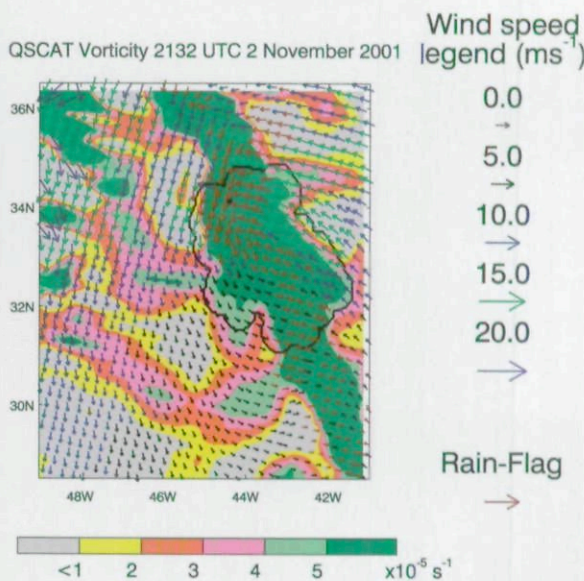 QSCAT Vorticity 2132 UTC 2 November 2001
Wind speed
legend (ms⁻¹)
0.0
5.0
10.0
15.0
20.0
Rain-Flag
36N
34N
32N
30N
48W 46W 44W 42W
<1 2 3 4 5 x10⁻⁵ s⁻¹